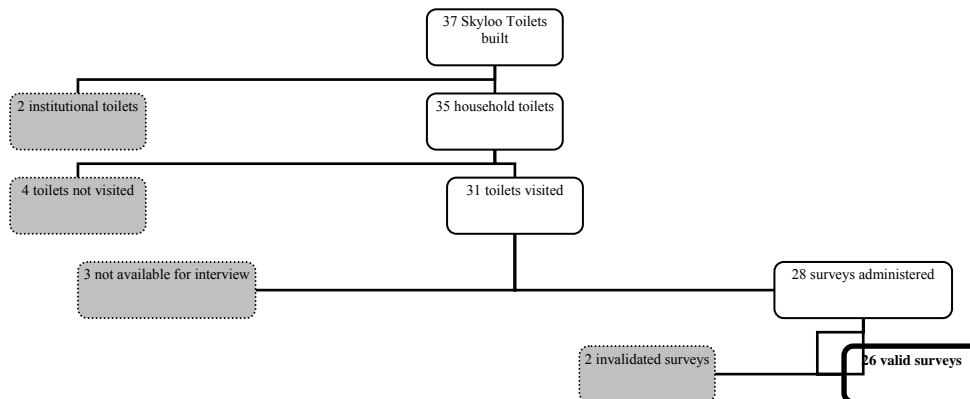 37 Skyloo Toilets
built
2 institutional toilets
35 household toilets
4 toilets not visited
31 toilets visited
3 not available for interview
28 surveys administered
2 invalidated surveys
26 valid surveys